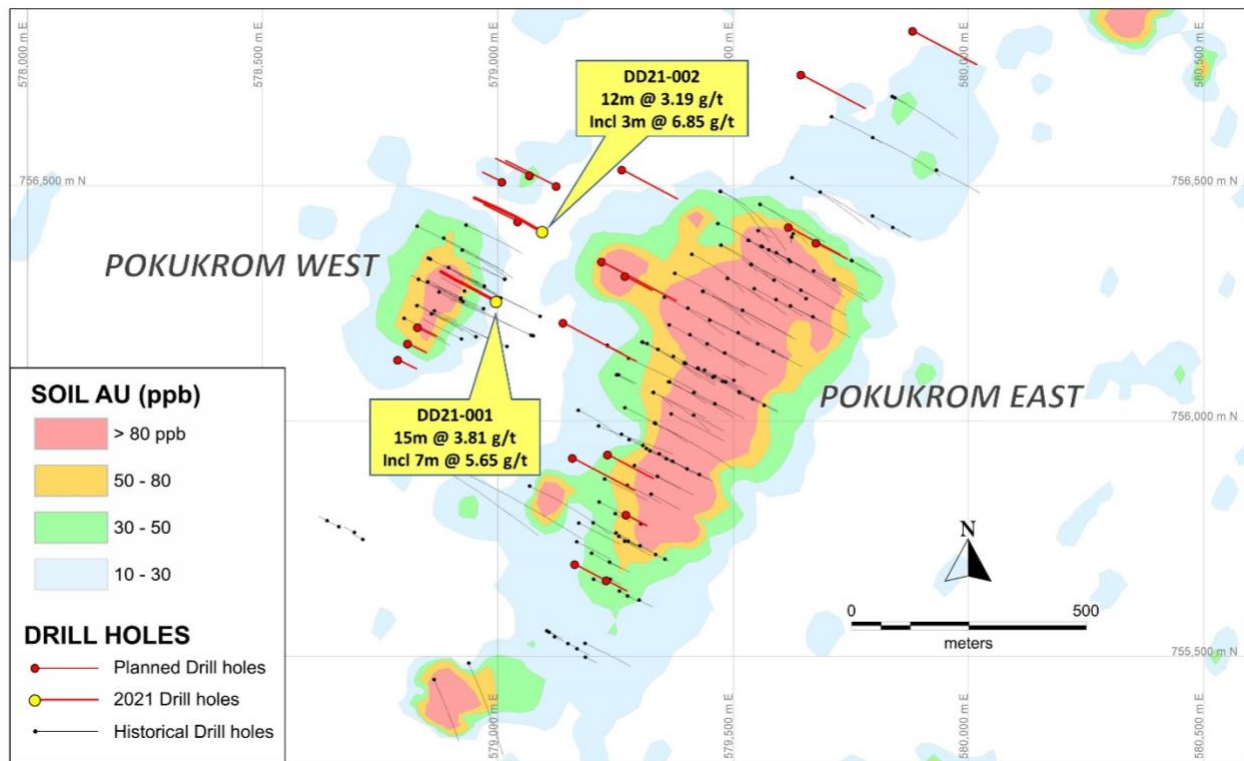 578,000 m E
578,500 m E
579,000 m E
580,000 m E
580,500 m E
DD21-002
12m @ 3.19 g/t
Incl 3m @ 6.85 g/t
756,500 m N
756,500 m N
POKUKROM WEST
DD21-001
15m @ 3.81 g/t
Incl 7m @ 5.65 g/t
POKUKROM EAST
756,000 m N
SOIL AU (ppb)
> 80 ppb
50 - 80
30 - 50
10 - 30
N
0 500
meters
DRILL HOLES
Planned Drill holes
2021 Drill holes
Historical Drill holes
755,500 m N
579,000 m E
579,500 m E
580,000 m E
580,500 m E